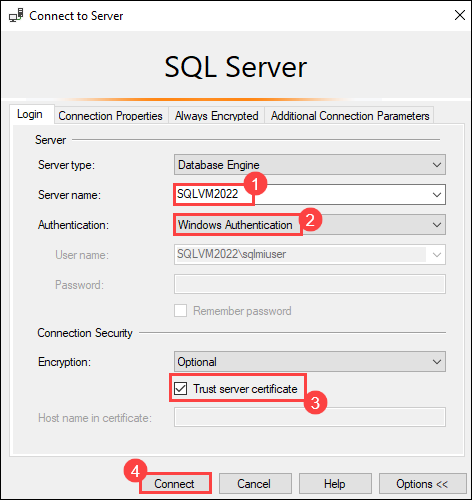 Connect to Server
SQL Server
Login Connection Properties Always Encrypted Additional Connection Parameters
Server
Server type: Database Engine
Server name: SQLVM2022 1
Authentication: Windows Authentication 2
User name: SQLVM2022\sqlmiuser
Password:
Remember password
Connection Security
Encryption: Optional
Trust server certificate
3
Host name in certificate:
4
Connect Cancel Help Options <<